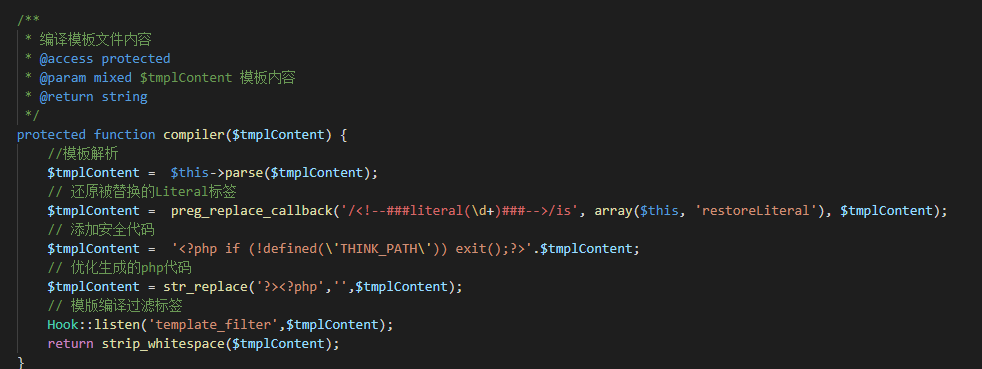 /**
 * 编译模板文件内容
 * @access protected
 * @param mixed $tmplContent 模板内容
 * @return string
 */
protected function compiler($tmplContent) {
    //模板解析
    $tmplContent =  $this->parse($tmplContent);
    // 还原被替换的Literal标签
    $tmplContent =  preg_replace_callback('/<!--###literal(\d+)###-->/is', array($this, 'restoreLiteral'), $tmplContent);
    // 添加安全代码
    $tmplContent =  '<?php if (!defined(\'THINK_PATH\')) exit();?>'.$tmplContent;
    // 优化生成的php代码
    $tmplContent = str_replace('?><?php','',$tmplContent);
    // 模版编译过滤标签
    Hook::listen('template_filter',$tmplContent);
    return strip_whitespace($tmplContent);
}